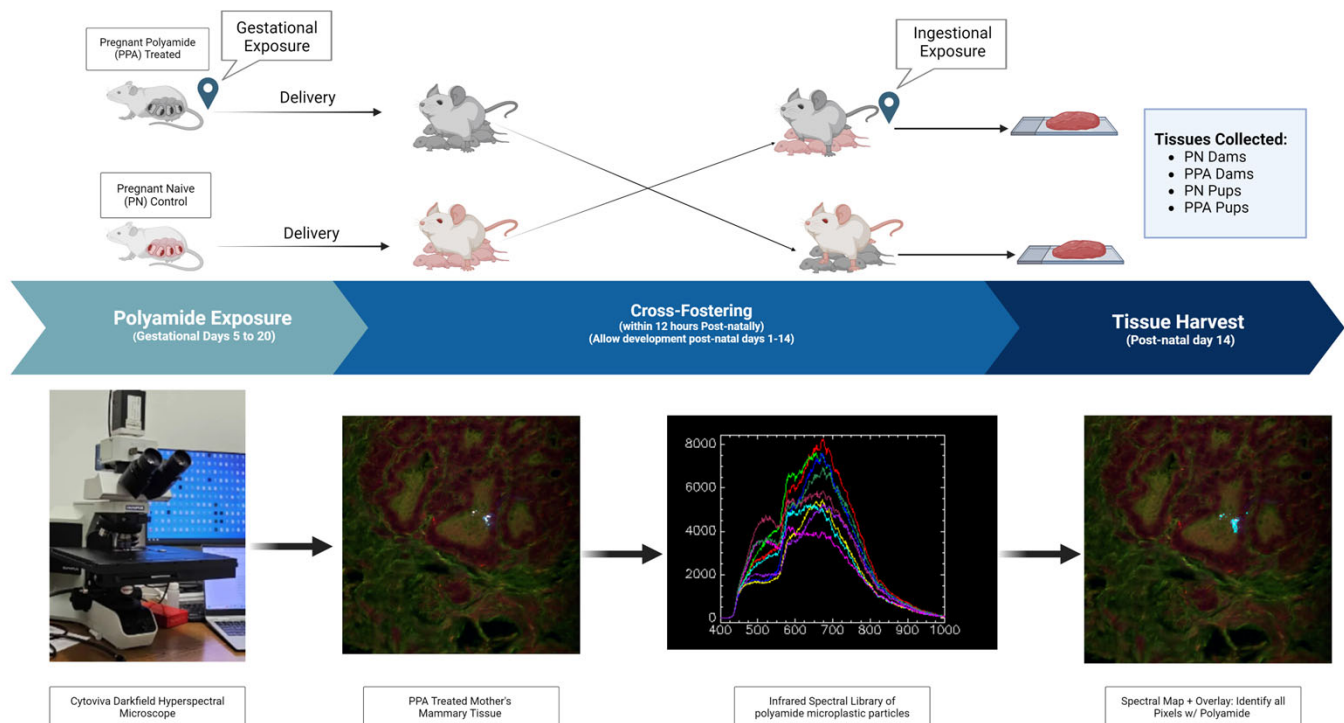 Pregnant Polyamide
(PPA) Treated
Gestational
Exposure
Delivery
Ingestional
Exposure
Tissues Collected:
• PN Dams
• PPA Dams
• PN Pups
• PPA Pups
Pregnant Naive
(PN) Control
Delivery
Polyamide Exposure
(Gestational Days 5 to 20)
Cross-Fostering
(within 12 hours Post-natally)
(Allow development post-natal days 1-14)
Tissue Harvest
(Post-natal day 14)
8000
6000
4000
2000
0
400 500 600 700 800 900 1000
Cytoviva Darkfield Hyperspectral
Microscope
PPA Treated Mother's
Mammary Tissue
Infrared Spectral Library of
polyamide microplastic particles
Spectral Map + Overlay: Identify all
Pixels w/ Polyamide